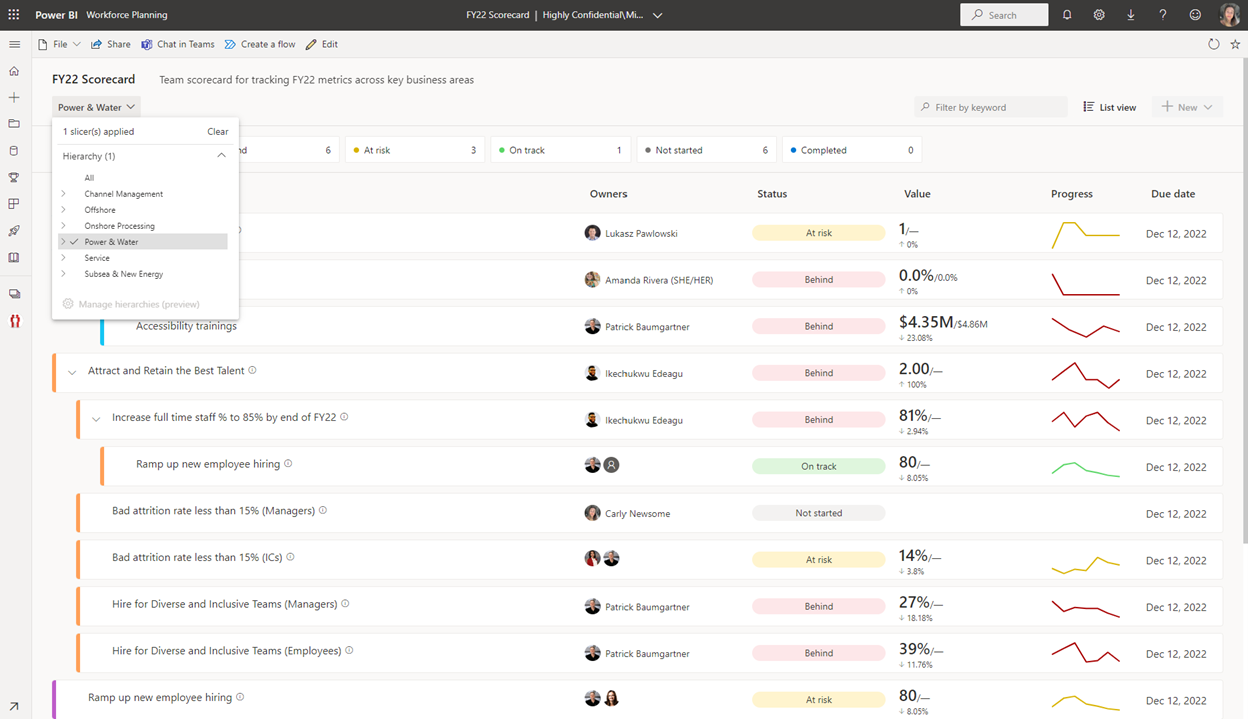 Power BI Workforce Planning FY22 Scorecard | Highly Confidential\Mi... Search
File Share Chat in Teams Create a flow Edit
FY22 Scorecard Team scorecard for tracking FY22 metrics across key business areas
Power & Water Filter by keyword List view New
1 slicer(s) applied Clear
nd 6 At risk 3 On track 1 Not started 6 Completed 0
Hierarchy (1)
All
Channel Management
Offshore
Onshore Processing
Power & Water
Service
Subsea & New Energy
Manage hierarchies (preview)
Owners Status Value Progress Due date
Lukasz Pawlowski At risk 1/— Dec 12, 2022
↑ 0%
Amanda Rivera (SHE/HER) Behind 0.0%/0.0% Dec 12, 2022
↑ 0%
Accessibility trainings Patrick Baumgartner Behind $4.35M/$4.86M Dec 12, 2022
↓ 23.08%
Attract and Retain the Best Talent Ikechukwu Edeagu Behind 2.00/— Dec 12, 2022
↑ 100%
Increase full time staff % to 85% by end of FY22 Ikechukwu Edeagu Behind 81%/— Dec 12, 2022
↓ 2.94%
Ramp up new employee hiring On track 80/— Dec 12, 2022
↓ 8.05%
Bad attrition rate less than 15% (Managers) Carly Newsome Not started Dec 12, 2022
Bad attrition rate less than 15% (ICs) At risk 14%/— Dec 12, 2022
↓ 3.8%
Hire for Diverse and Inclusive Teams (Managers) Patrick Baumgartner Behind 27%/— Dec 12, 2022
↓ 18.18%
Hire for Diverse and Inclusive Teams (Employees) Patrick Baumgartner Behind 39%/— Dec 12, 2022
↓ 11.76%
Ramp up new employee hiring At risk 80/— Dec 12, 2022
↓ 8.05%